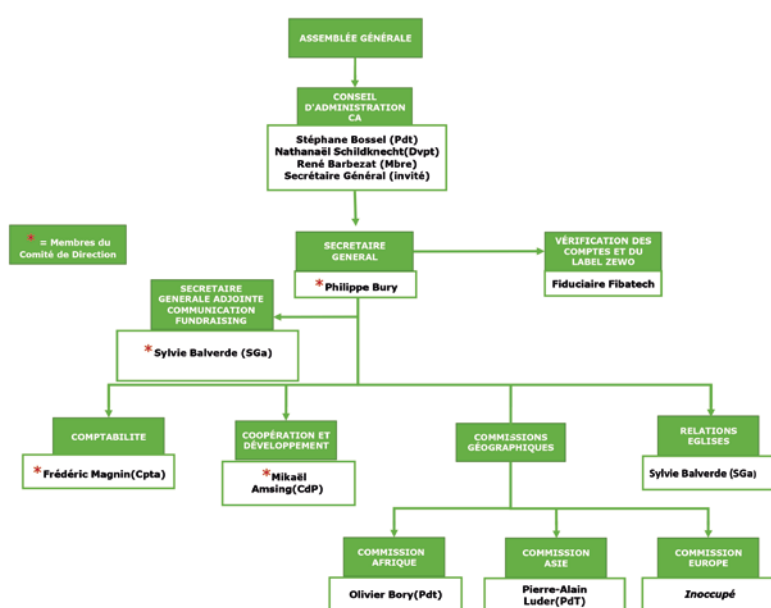 ASSEMBLÉE GÉNÉRALE
CONSEIL
D'ADMINISTRATION
CA
Stéphane Bossel (Pdt)
Nathanaël Schildknecht(Dvpt)
René Barbezat (Mbre)
Secrétaire Général (invité)
* = Membres du
Comité de Direction
SECRETAIRE
GENERAL
*Philippe Bury
VÉRIFICATION DES
COMPTES ET DU
LABEL ZEWO
Fiduciaire Fibatech
SECRETAIRE
GENERALE ADJOINTE
COMMUNICATION
FUNDRAISING
*Sylvie Balverde (SGa)
COMPTABILITE
*Frédéric Magnin(Cpta)
COOPÉRATION ET
DÉVELOPPEMENT
*Mikaël
Amsing(CdP)
COMMISSIONS
GÉOGRAPHIQUES
RELATIONS
EGLISES
Sylvie Balverde (SGa)
COMMISSION
AFRIQUE
Olivier Bory(Pdt)
COMMISSION
ASIE
Pierre-Alain
Luder(PdT)
COMMISSION
EUROPE
Inoccupé